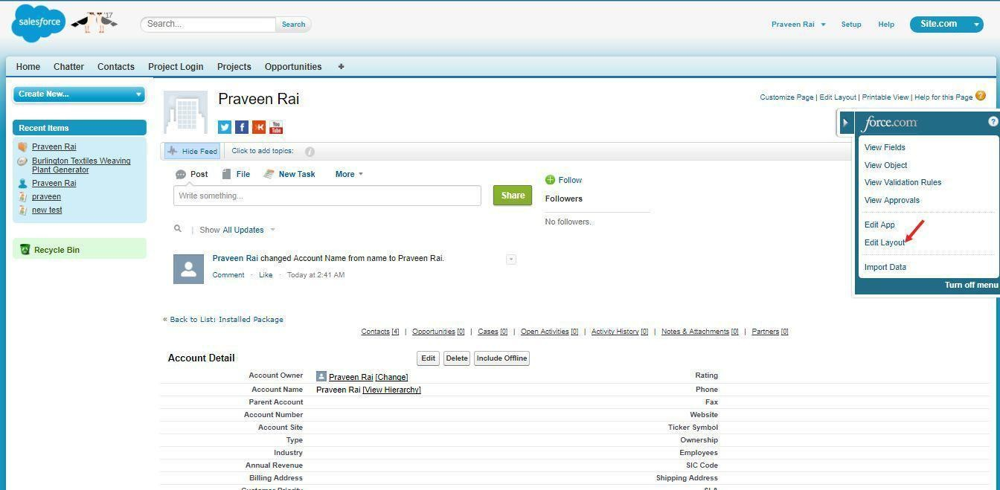 salesforce
'17
Search...
Search
Praveen Rai
Setup
Help
Site.com
Home
Chatter
Contacts
Project Login
Projects
Opportunities
+
Create New...
Recent Items
Praveen Rai
Burlington Textiles Weaving
Plant Generator
Praveen Rai
praveen
new test
Recycle Bin
Praveen Rai
You
Tube
Customize Page | Edit Layout | Printable View | Help for this Page ?
Hide Feed
Click to add topics:
i
Post
File
New Task
More
Write something...
Share
Follow
Followers
No followers.
| Show All Updates
Praveen Rai changed Account Name from name to Praveen Rai.
Comment · Like · Today at 2:41 AM
force.com
?
View Fields
View Object
View Validation Rules
View Approvals
Edit App
Edit Layout
Import Data
Turn off menu
« Back to List: Installed Package
Contacts [4] | Opportunities [0] | Cases [0] | Open Activities [0] | Activity History [0] | Notes & Attachments [0] | Partners [0]
Account Detail
Edit
Delete
Include Offline
Account Owner Praveen Rai [Change] Rating
Account Name Praveen Rai [View Hierarchy] Phone
Parent Account Fax
Account Number Website
Account Site Ticker Symbol
Type Ownership
Industry Employees
Annual Revenue SIC Code
Billing Address Shipping Address
Customer Priority SLA